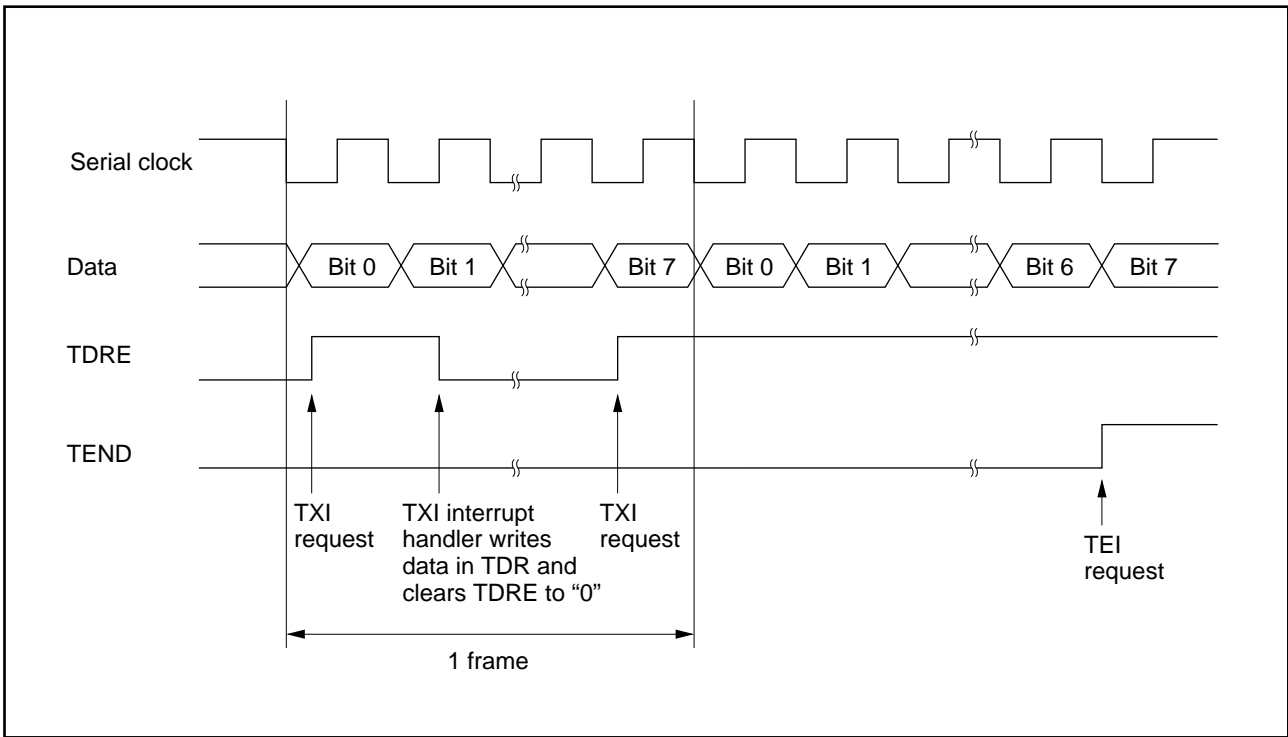 Serial clock
Data
Bit 0
Bit 1
Bit 7
Bit 0
Bit 1
Bit 6
Bit 7
TDRE
TEND
TXI
request
TXI interrupt
handler writes
data in TDR and
clears TDRE to “0”
TXI
request
TEI
request
1 frame